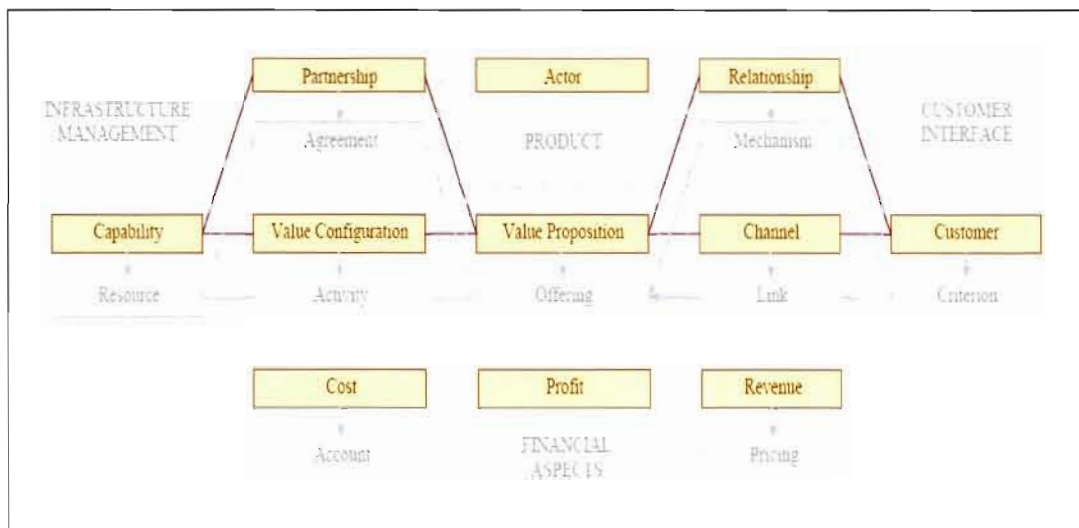 Partnership Actor Relationship
INFRASTRUCTURE MANAGEMENT
CUSTOMER INTERFACE
Agreement PRODUCT Mechanism
Capability Value Configuration Value Proposition Channel Customer
Resource Activity Offering Link Criterion
Cost Profit Revenue
Account
FINANCIAL
ASPECTS
Pricing